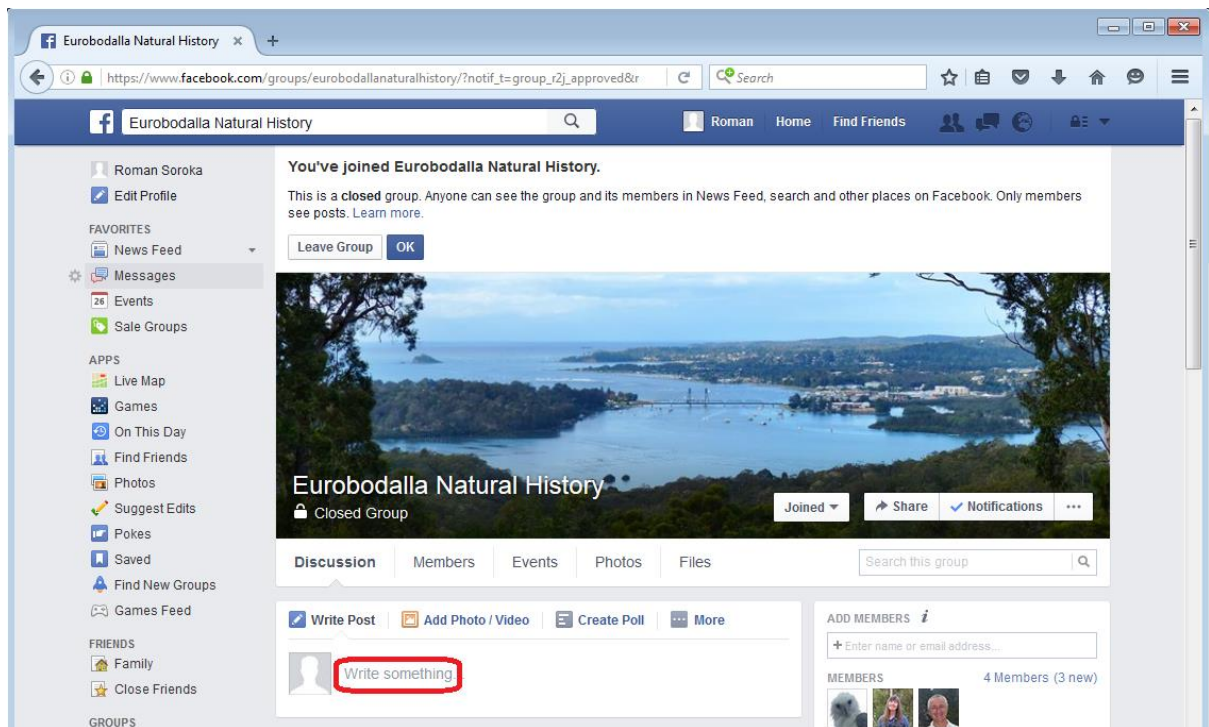 Eurobodalla Natural History
https://www.facebook.com/groups/eurobodallanaturalhistory/?notif_t=group_r2j_approved&r
Search
Eurobodalla Natural History
Roman Home Find Friends
Roman Soroka
Edit Profile
FAVORITES
News Feed
Messages
26 Events
Sale Groups
APPS
Live Map
Games
On This Day
Find Friends
Photos
Suggest Edits
Pokes
Saved
Find New Groups
Games Feed
FRIENDS
Family
Close Friends
GROUPS
You've joined Eurobodalla Natural History.
This is a closed group. Anyone can see the group and its members in News Feed, search and other places on Facebook. Only members
see posts. Learn more.
Leave Group OK
Eurobodalla Natural History
Closed Group
Joined Share Notifications ...
Discussion Members Events Photos Files
Search this group
Write Post Add Photo / Video Create Poll More
Write something...
ADD MEMBERS i
+ Enter name or email address...
MEMBERS 4 Members (3 new)